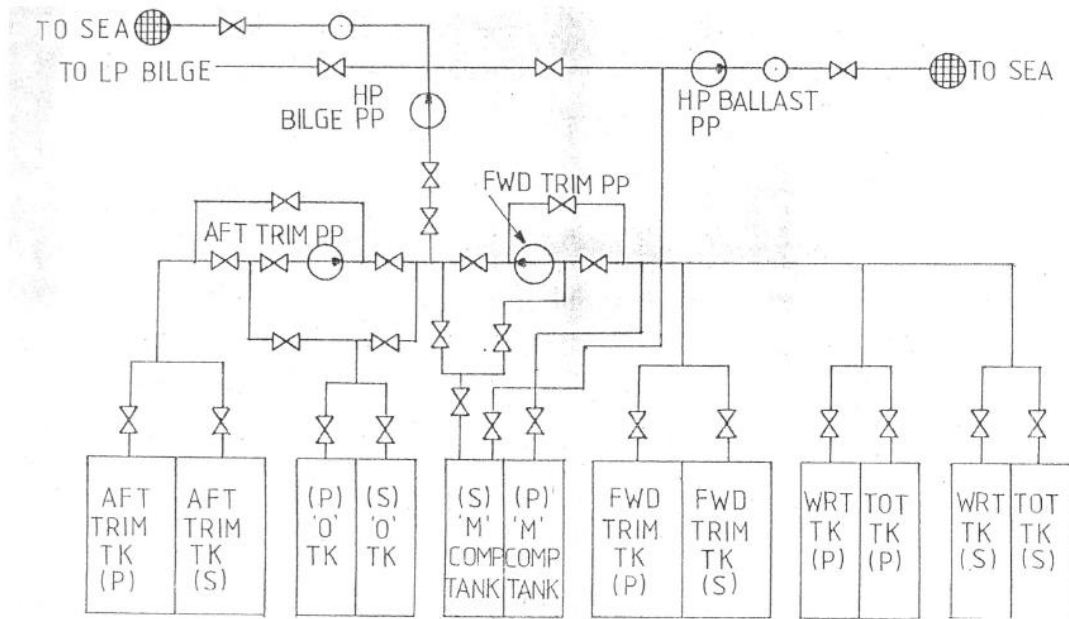 TO SEA
TO LP BILGE
HP
BILGE PP
HP BALLAST
PP
TO SEA
FWD TRIM PP
AFT TRIM PP
AFT
TRIM
TK
(P)
AFT
TRIM
TK
(S)
(P)
'O'
TK
(S)
'O'
TK
(S)
'M'
COMP
TANK
(P)'
'M'
COMP
TANK
FWD
TRIM
TK
(P)
FWD
TRIM
TK
(S)
WRT
TK
(P)
TOT
TK
(P)
WRT
TK
(S)
TOT
TK
(S)